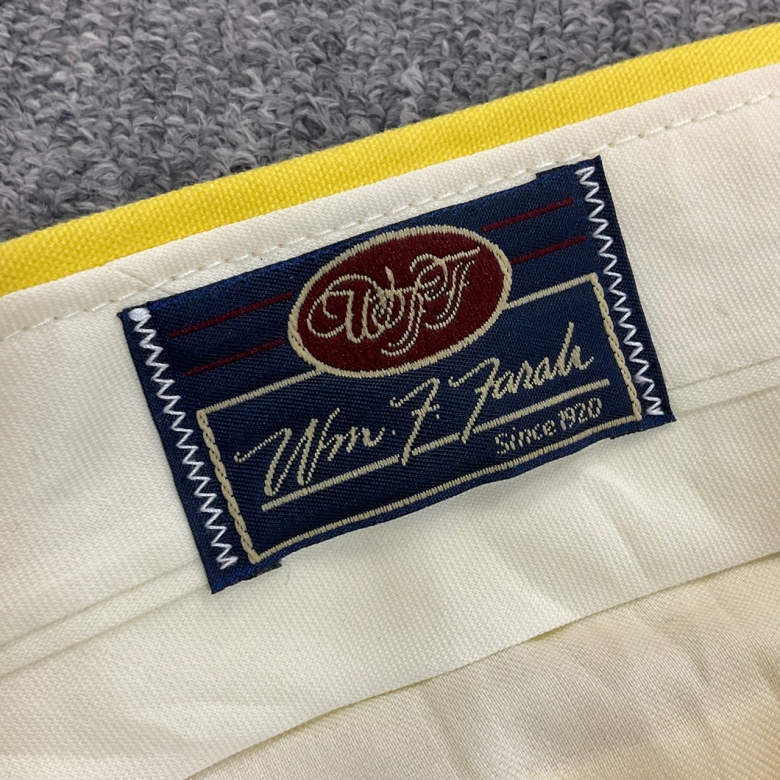 WFF
Wm. F. Farah
Since 1920